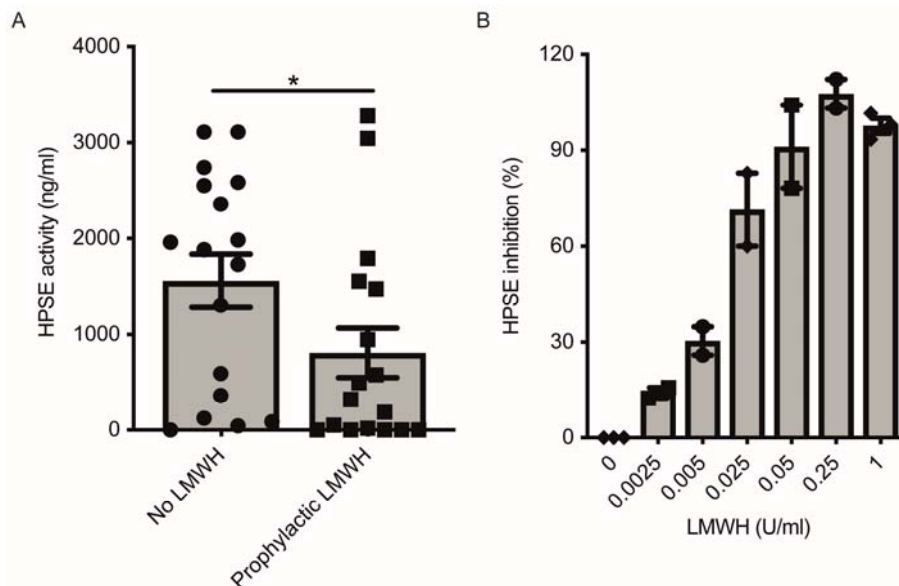 A
4000
3000
2000
1000
0
HPSE activity (ng/ml)
*
No LMWH
Prophylactic LMWH
B
120
90
60
30
0
HPSE inhibition (%)
0
0.0025
0.005
0.025
0.05
0.25
1
LMWH (U/ml)